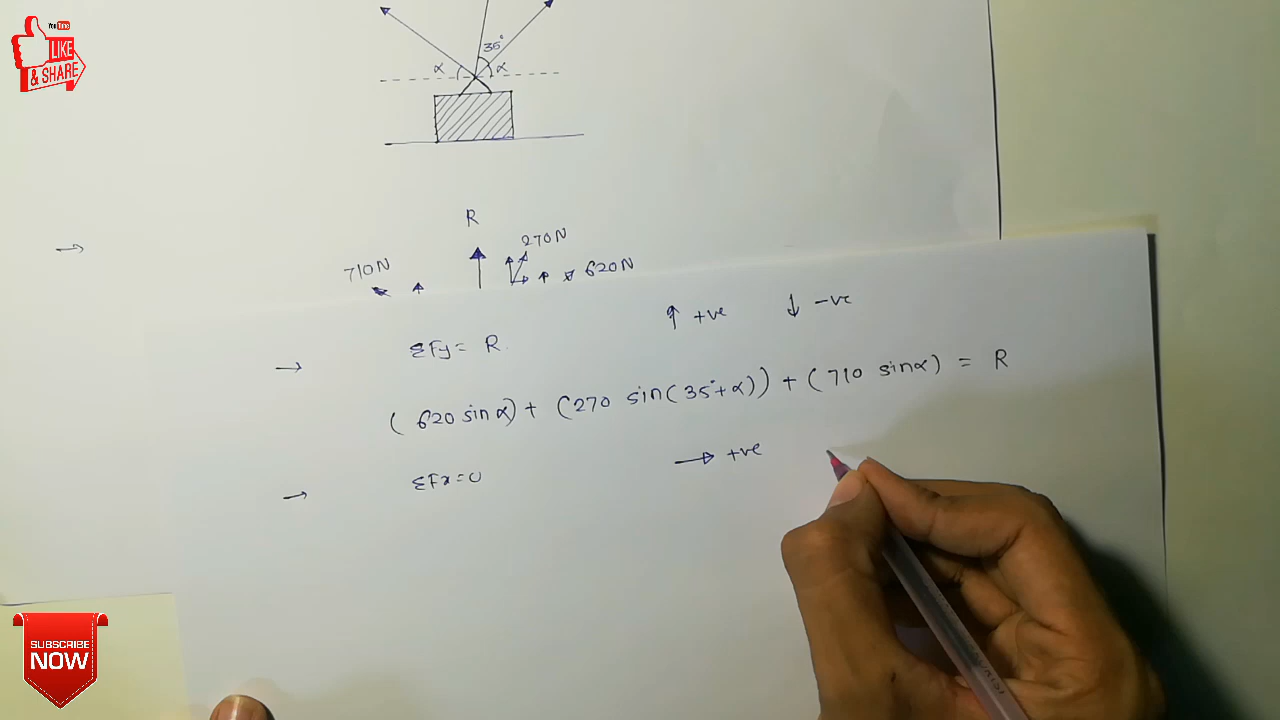 YouTube
LIKE
& SHARE
35°
α
α
R
270N
710N
620N
↑ +ve ↓ -ve
→ ΣFy = R
(620 sin α) + (270 sin(35°+α)) + (710 sin α) = R
→ +ve
→ ΣFx = 0
SUBSCRIBE
NOW